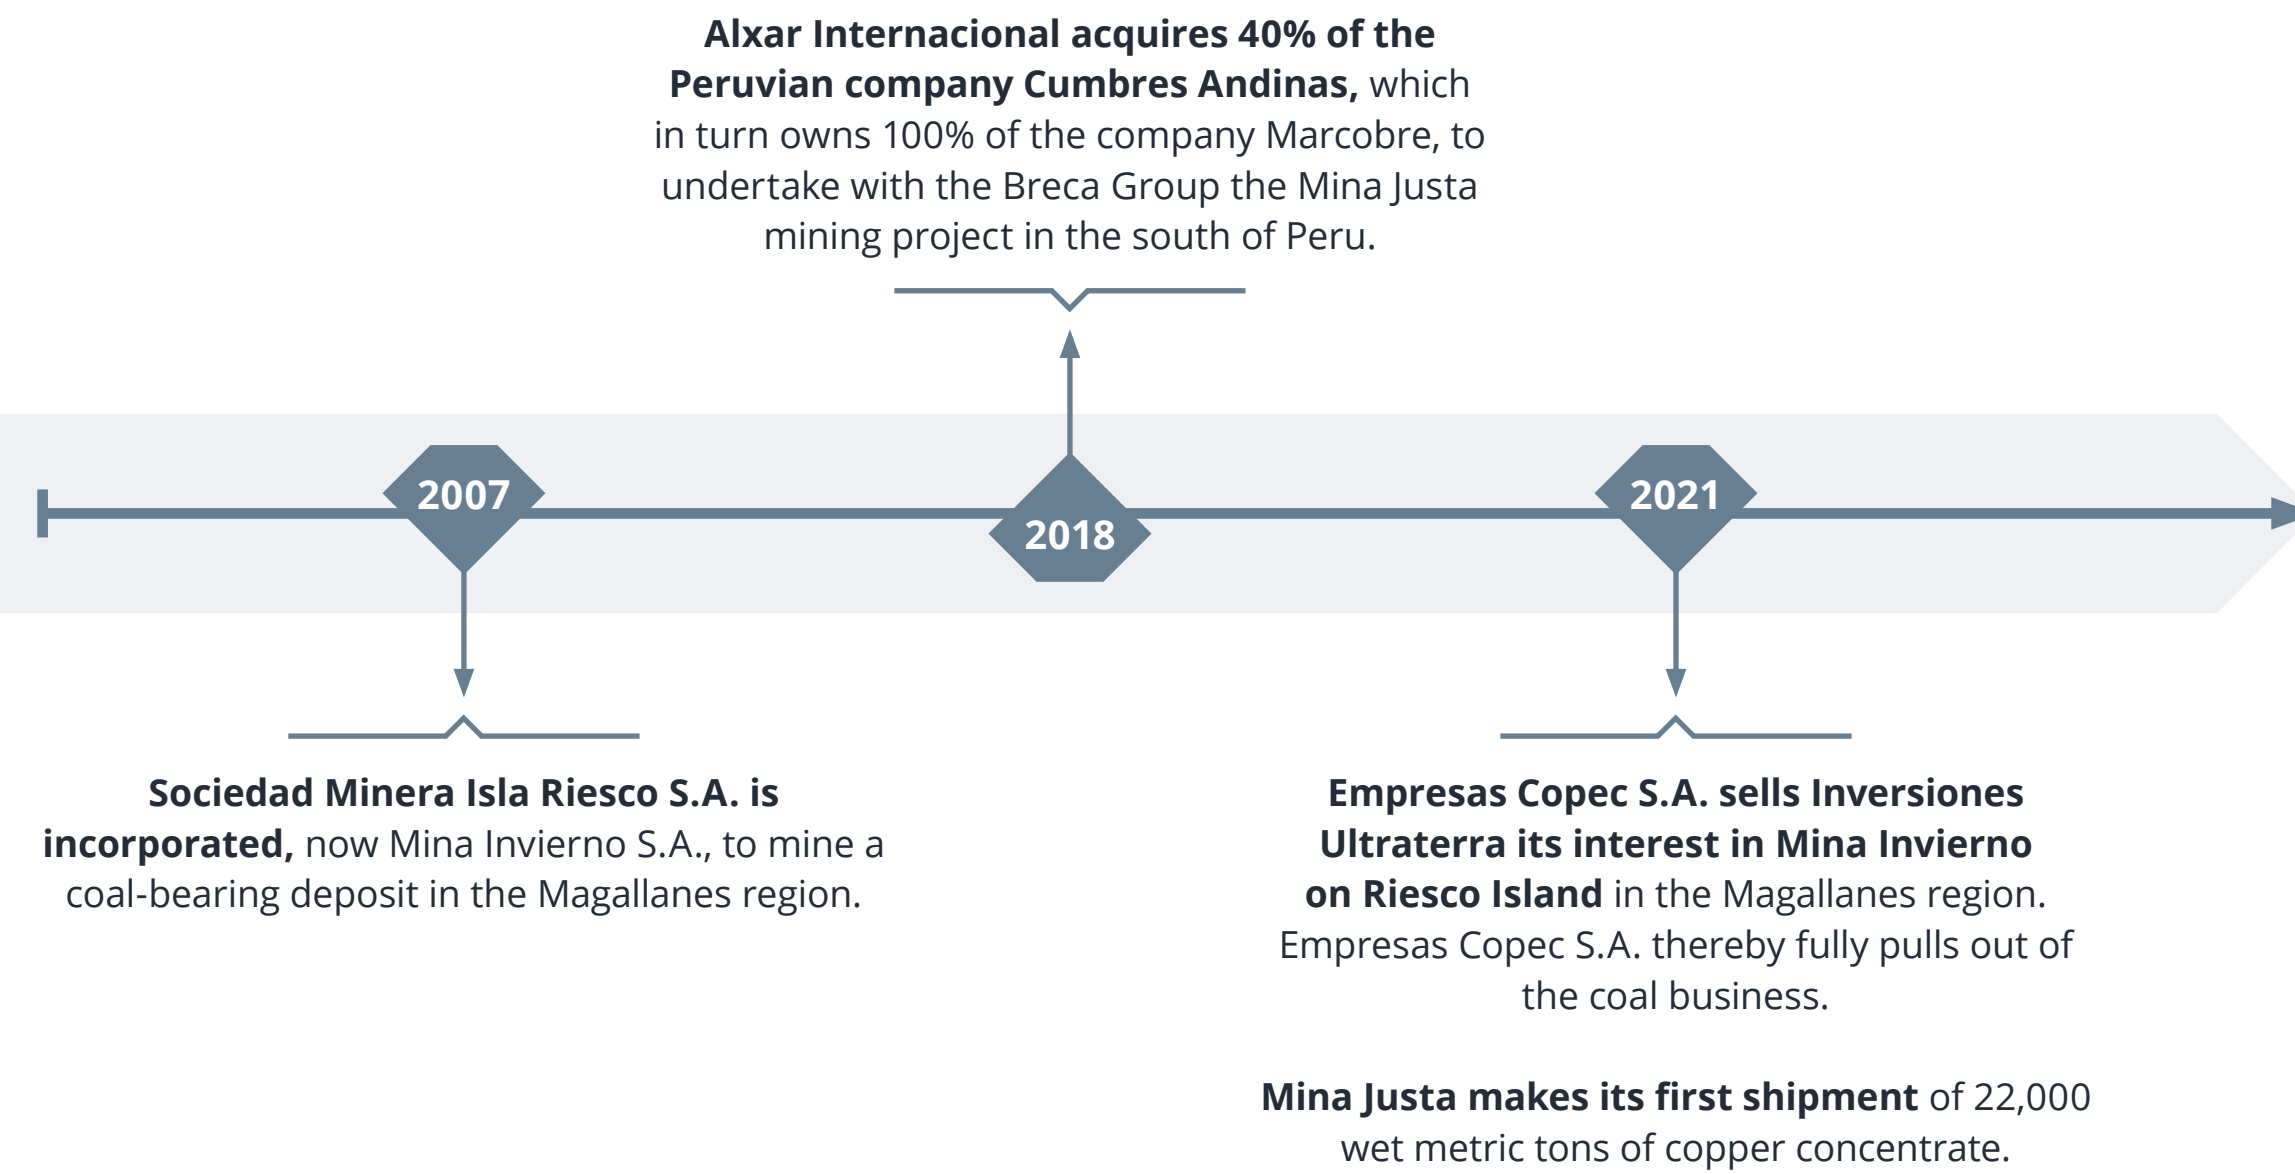 Alxar Internacional acquires 40% of the
Peruvian company Cumbres Andinas, which
in turn owns 100% of the company Marcobre, to
undertake with the Breca Group the Mina Justa
mining project in the south of Peru.
2007
2018
2021
Sociedad Minera Isla Riesco S.A. is
incorporated, now Mina Invierno S.A., to mine a
coal-bearing deposit in the Magallanes region.
Empresas Copec S.A. sells Inversiones
Ultraterra its interest in Mina Invierno
on Riesco Island in the Magallanes region.
Empresas Copec S.A. thereby fully pulls out of
the coal business.
Mina Justa makes its first shipment of 22,000
wet metric tons of copper concentrate.